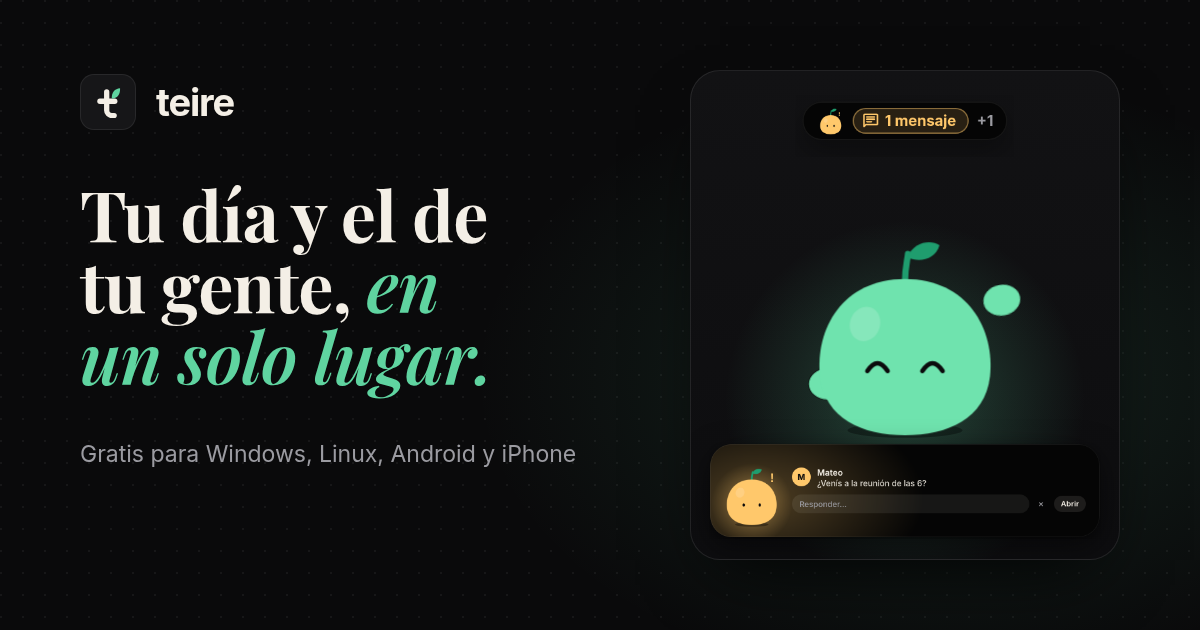 teire
Tu día y el de
tu gente, en
un solo lugar.
Gratis para Windows, Linux, Android y iPhone
1 mensaje +1
!
M
Mateo
¿Venís a la reunión de las 6?
Responder...
×
Abrir